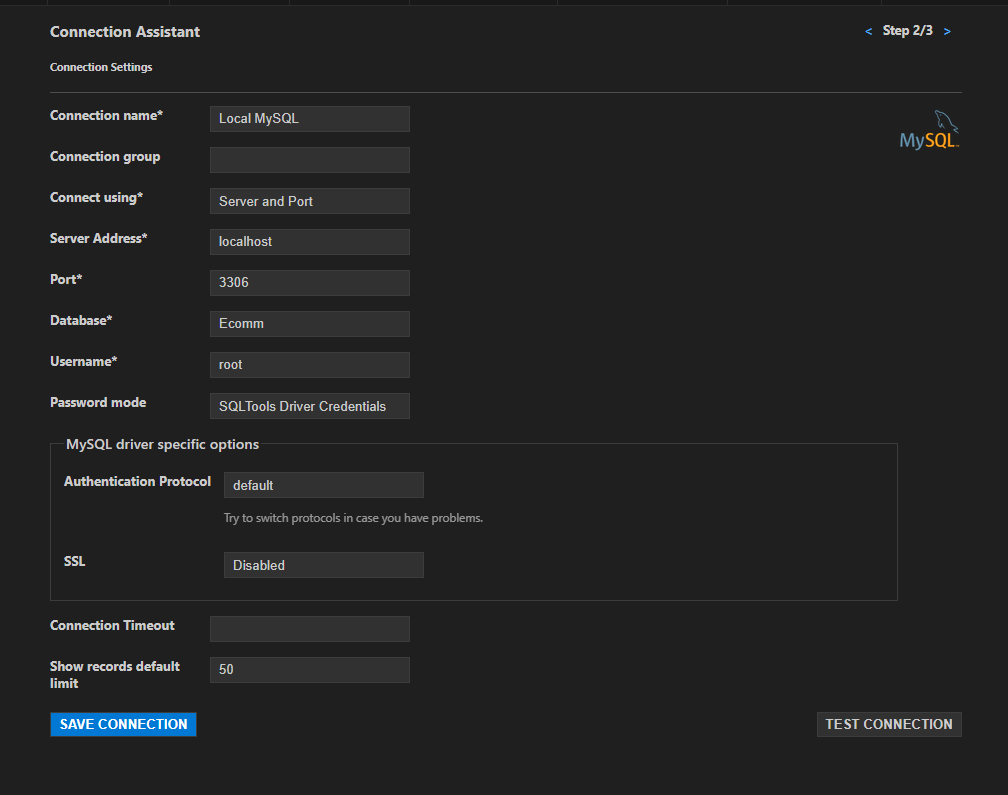 Connection Assistant
< Step 2/3 >
Connection Settings
Connection name* Local MySQL
MySQL™
Connection group
Connect using* Server and Port
Server Address* localhost
Port* 3306
Database* Ecomm
Username* root
Password mode SQLTools Driver Credentials
MySQL driver specific options
Authentication Protocol default
Try to switch protocols in case you have problems.
SSL Disabled
Connection Timeout
Show records default
limit
50
SAVE CONNECTION
TEST CONNECTION